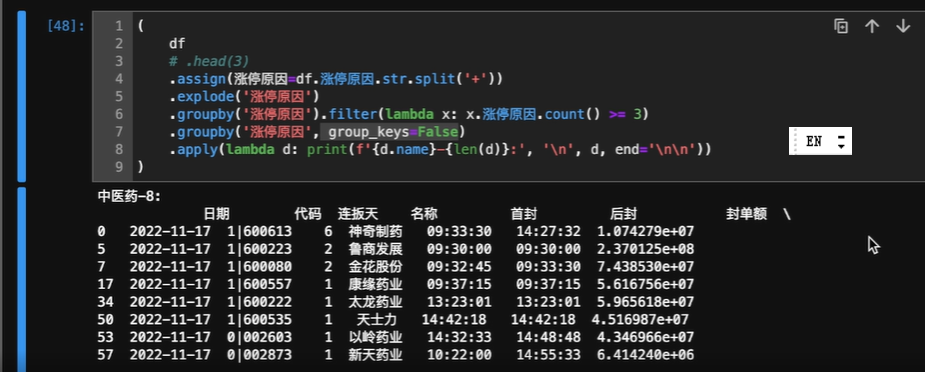 [48]:
1 (
2 df
3 # .head(3)
4 .assign(涨停原因=df.涨停原因.str.split('+'))
5 .explode('涨停原因')
6 .groupby('涨停原因').filter(lambda x: x.涨停原因.count() >= 3)
7 .groupby('涨停原因', group_keys=False)
8 .apply(lambda d: print(f'{d.name}-{len(d)}:', '\n', d, end='\n\n'))
9 )
EN
中医药-8:
日期 代码 连扳天 名称 首封 后封 封单额 \
0 2022-11-17 1|600613 6 神奇制药 09:33:30 14:27:32 1.074279e+07
5 2022-11-17 1|600223 2 鲁商发展 09:30:00 09:30:00 2.370125e+08
7 2022-11-17 1|600080 2 金花股份 09:32:45 09:33:30 7.438530e+07
17 2022-11-17 1|600557 1 康缘药业 09:37:15 09:37:15 5.616756e+07
34 2022-11-17 1|600222 1 太龙药业 13:23:01 13:23:01 5.965618e+07
50 2022-11-17 1|600535 1 天士力 14:42:18 14:42:18 4.516987e+07
53 2022-11-17 0|002603 1 以岭药业 14:32:33 14:48:48 4.346966e+07
57 2022-11-17 0|002873 1 新天药业 10:22:00 14:55:33 6.414240e+06